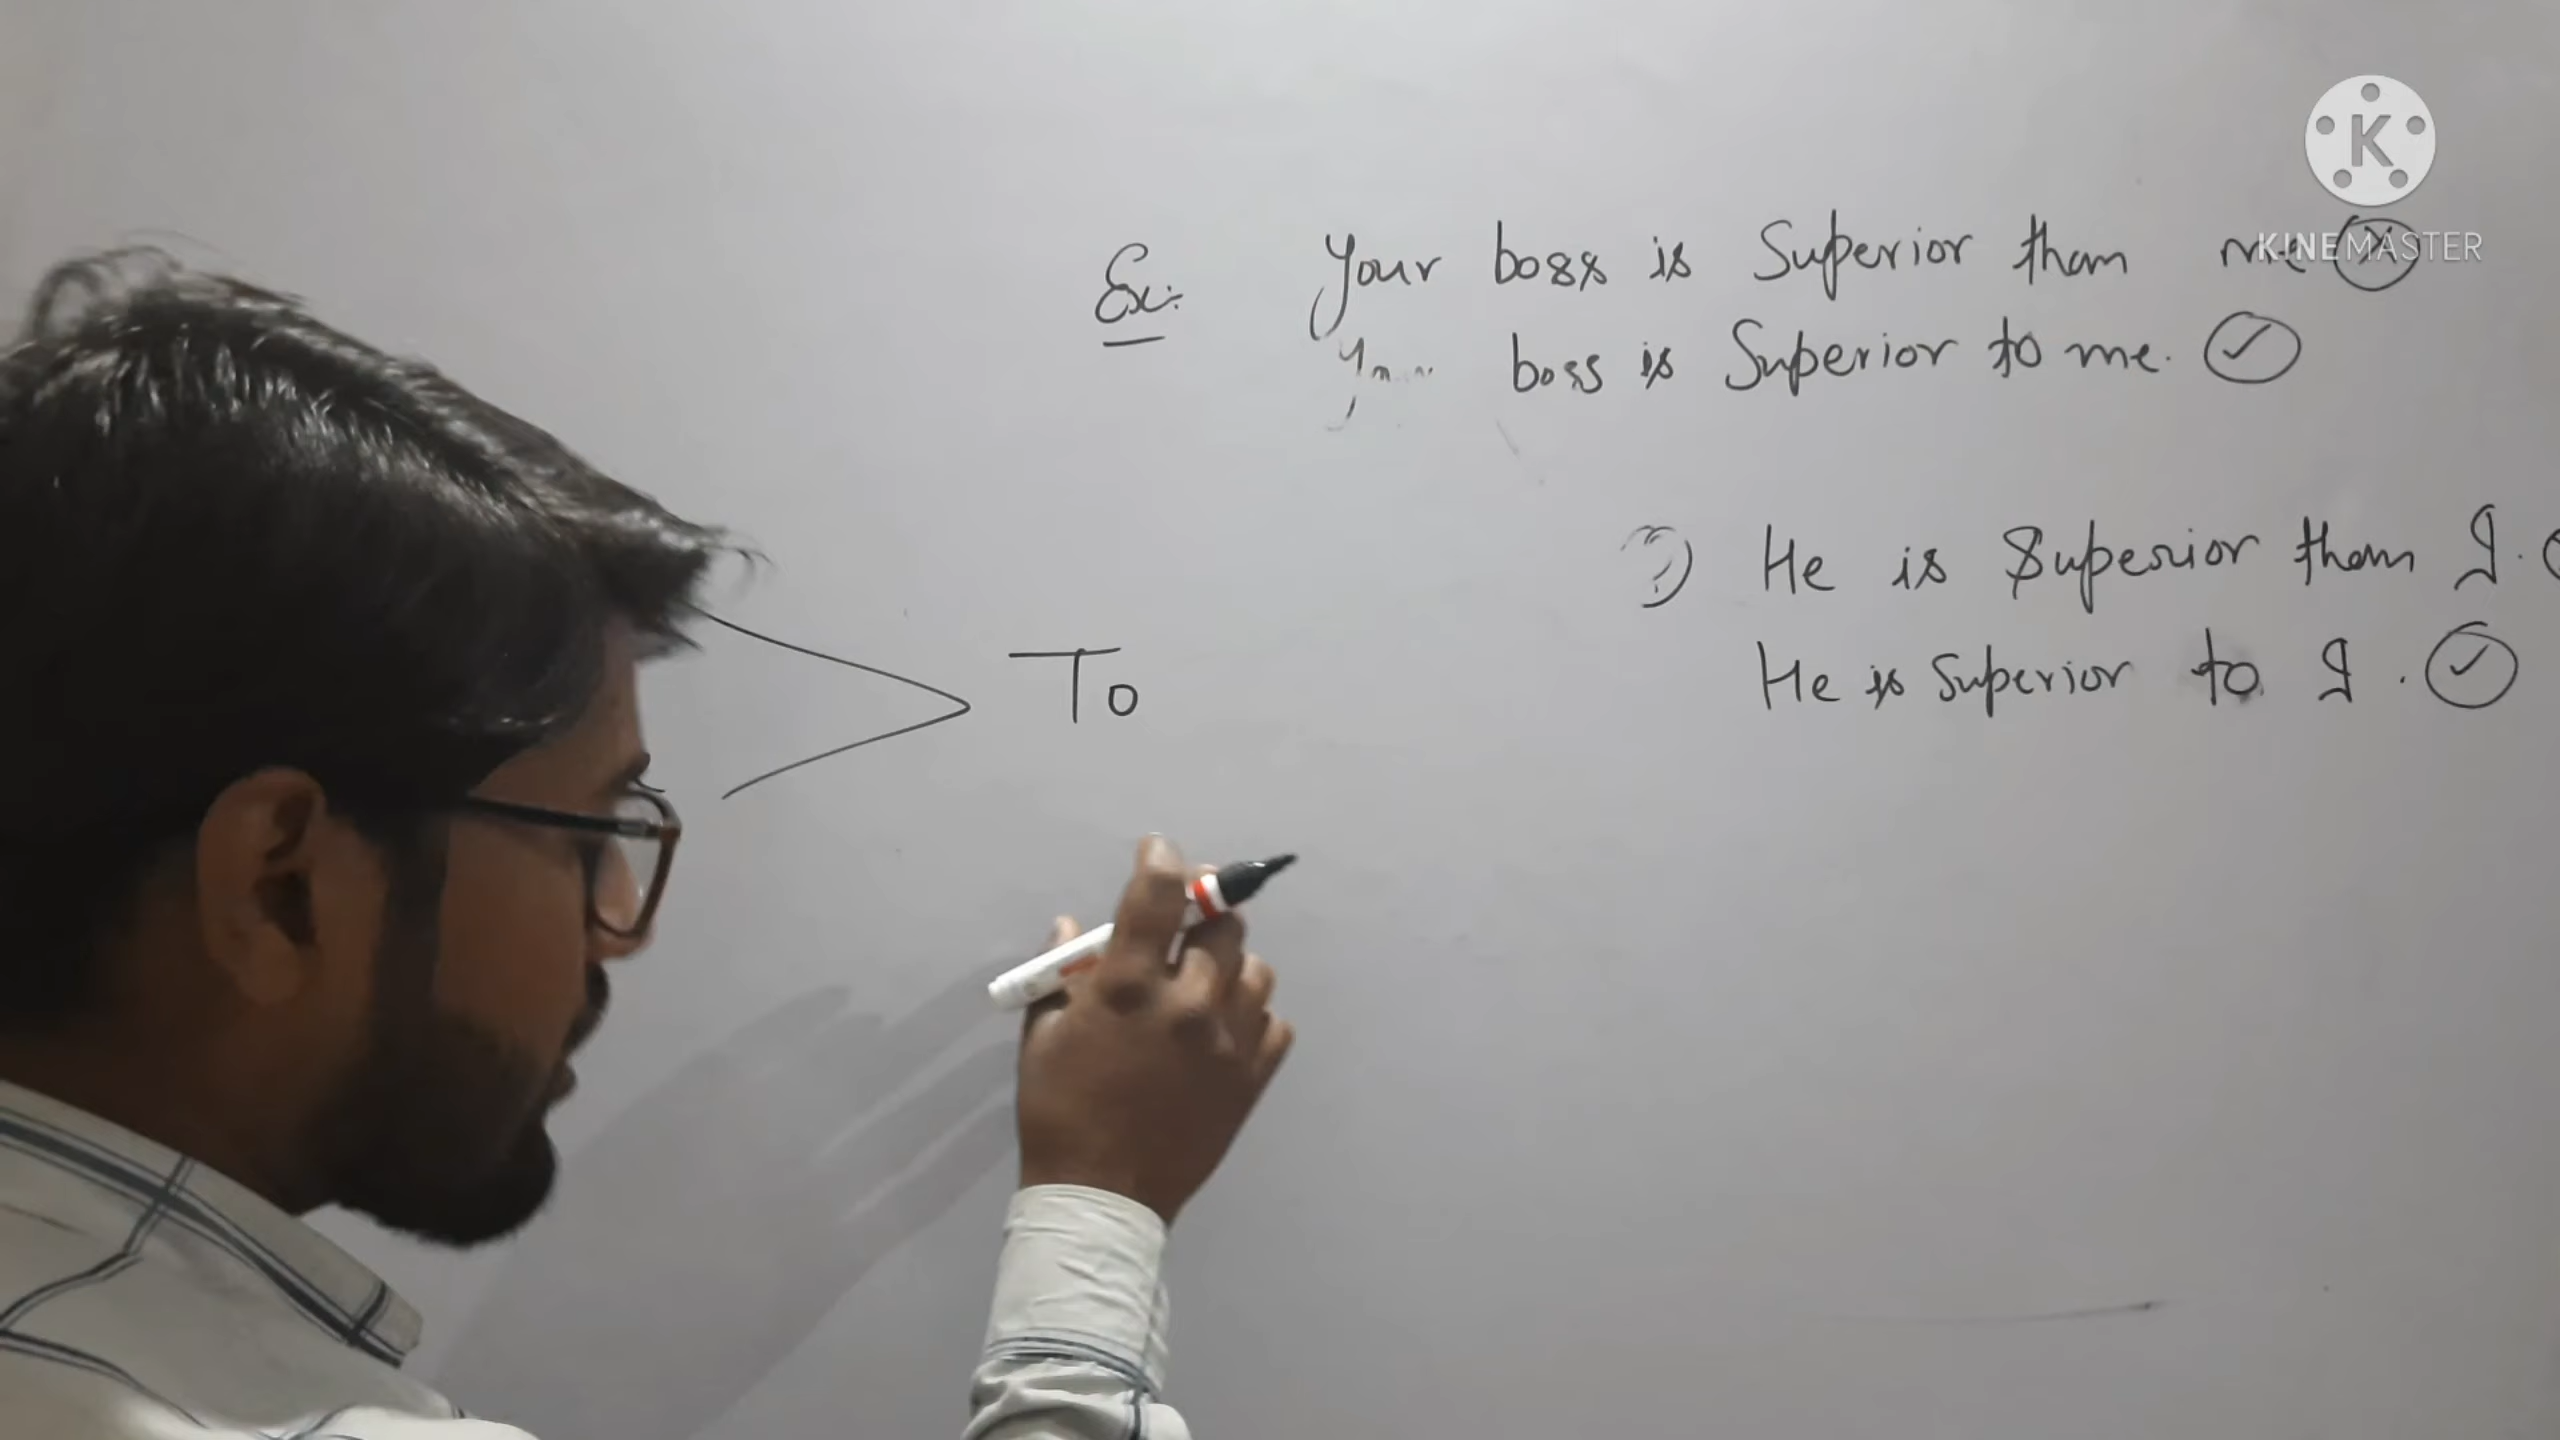 Ex:- Your boss is Superior than me
Your boss is Superior to me.
He is Superior than I.
He is Superior to I.
To
K
KINEMASTER